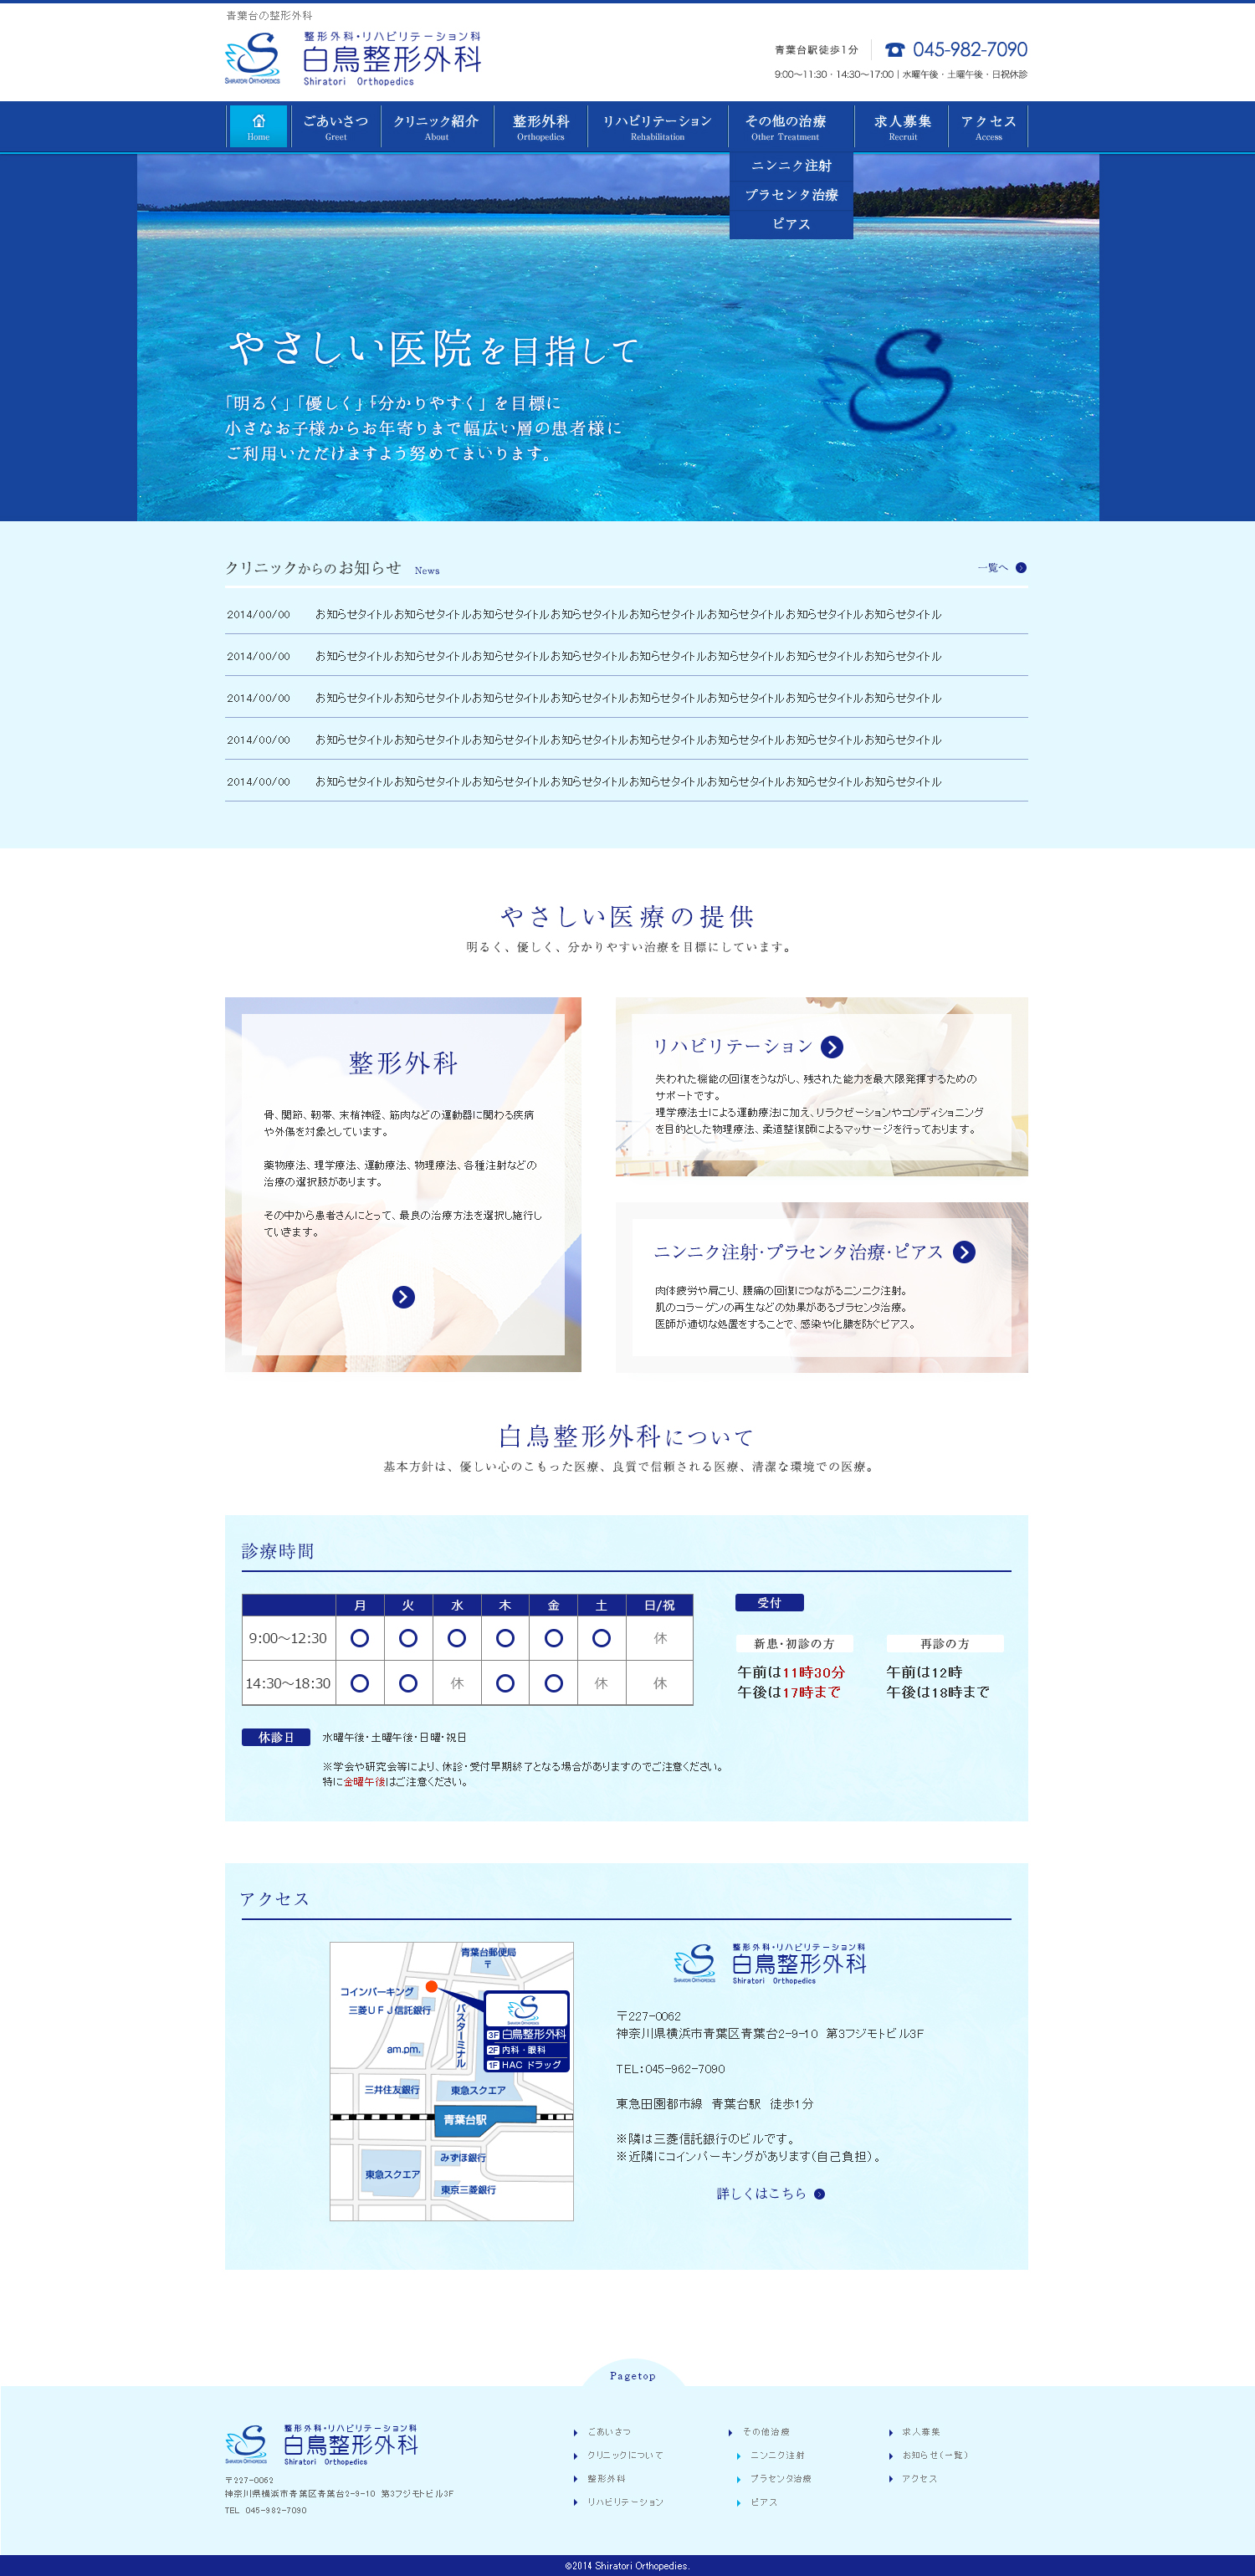 青葉台の整形外科
整形外科・リハビリテーション科
白鳥整形外科
Shiratori Orthopedics
SHIRATORI ORTHOPEDICS
青葉台駅徒歩1分
045-982-7090
9:00〜11:30・14:30〜17:00｜水曜午後・土曜午後・日祝休診
Home
ごあいさつ
Greet
クリニック紹介
About
整形外科
Orthopedics
リハビリテーション
Rehabilitation
その他の治療
Other Treatment
求人募集
Recruit
アクセス
Access
ニンニク注射
プラセンタ治療
ピアス
やさしい医院を目指して
「明るく」「優しく」「分かりやすく」を目標に
小さなお子様からお年寄りまで幅広い層の患者様に
ご利用いただけますよう努めてまいります。
クリニックからのお知らせ News
一覧へ
2014/00/00 お知らせタイトルお知らせタイトルお知らせタイトルお知らせタイトルお知らせタイトルお知らせタイトルお知らせタイトルお知らせタイトル
2014/00/00 お知らせタイトルお知らせタイトルお知らせタイトルお知らせタイトルお知らせタイトルお知らせタイトルお知らせタイトルお知らせタイトル
2014/00/00 お知らせタイトルお知らせタイトルお知らせタイトルお知らせタイトルお知らせタイトルお知らせタイトルお知らせタイトルお知らせタイトル
2014/00/00 お知らせタイトルお知らせタイトルお知らせタイトルお知らせタイトルお知らせタイトルお知らせタイトルお知らせタイトルお知らせタイトル
2014/00/00 お知らせタイトルお知らせタイトルお知らせタイトルお知らせタイトルお知らせタイトルお知らせタイトルお知らせタイトルお知らせタイトル
やさしい医療の提供
明るく、優しく、分かりやすい治療を目標にしています。
整形外科
骨、関節、靭帯、末梢神経、筋肉などの運動器に関わる疾病
や外傷を対象としています。
薬物療法、理学療法、運動療法、物理療法、各種注射などの
治療の選択肢があります。
その中から患者さんにとって、最良の治療方法を選択し施行し
ていきます。
リハビリテーション
失われた機能の回復をうながし、残された能力を最大限発揮するための
サポートです。
理学療法士による運動療法に加え、リラクゼーションやコンディショニング
を目的とした物理療法、柔道整復師によるマッサージを行っております。
ニンニク注射・プラセンタ治療・ピアス
肉体疲労や肩こり、腰痛の回復につながるニンニク注射。
肌のコラーゲンの再生などの効果があるプラセンタ治療。
医師が適切な処置をすることで、感染や化膿を防ぐピアス。
白鳥整形外科について
基本方針は、優しい心のこもった医療、良質で信頼される医療、清潔な環境での医療。
診療時間
月 火 水 木 金 土 日/祝
9:00〜12:30 〇 〇 〇 〇 〇 〇 休
14:30〜18:30 〇 〇 休 〇 〇 休 休
受付
新患・初診の方
午前は11時30分
午後は17時まで
再診の方
午前は12時
午後は18時まで
休診日 水曜午後・土曜午後・日曜・祝日
※学会や研究会等により、休診・受付早期終了となる場合がありますのでご注意ください。
特に金曜午後はご注意ください。
アクセス
青葉台郵便局
〒
コインパーキング
三菱UFJ信託銀行
バスターミナル
SHIRATORI ORTHOPEDICS
3F 白鳥整形外科
2F 内科・眼科
1F HAC ドラッグ
am.pm.
三井住友銀行
東急スクエア
青葉台駅
みずほ銀行
東急スクエア
東京三菱銀行
整形外科・リハビリテーション科
白鳥整形外科
Shiratori Orthopedics
SHIRATORI ORTHOPEDICS
〒227-0062
神奈川県横浜市青葉区青葉台2-9-10 第3フジモトビル3F
TEL：045-962-7090
東急田園都市線 青葉台駅 徒歩1分
※隣は三菱信託銀行のビルです。
※近隣にコインパーキングがあります（自己負担）。
詳しくはこちら
Pagetop
整形外科・リハビリテーション科
白鳥整形外科
Shiratori Orthopedics
SHIRATORI ORTHOPEDICS
〒227-0062
神奈川県横浜市青葉区青葉台2-9-10 第3フジモトビル3F
TEL 045-982-7090
ごあいさつ
クリニックについて
整形外科
リハビリテーション
その他治療
ニンニク注射
プラセンタ治療
ピアス
求人募集
お知らせ（一覧）
アクセス
©2014 Shiratori Orthopedies.